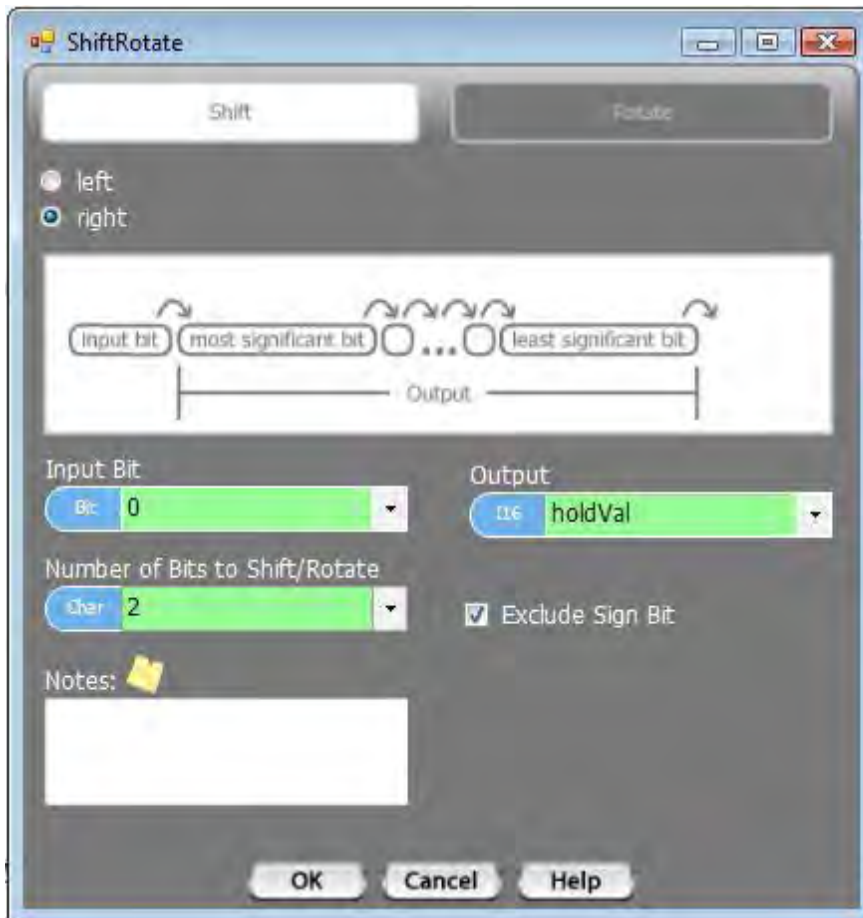 ShiftRotate
Shift Rotate
left
right
Input bit most significant bit ... least significant bit
Output
Input Bit
Bit 0
Output
I16 holdVal
Number of Bits to Shift/Rotate
Char 2
Exclude Sign Bit
Notes:
OK Cancel Help